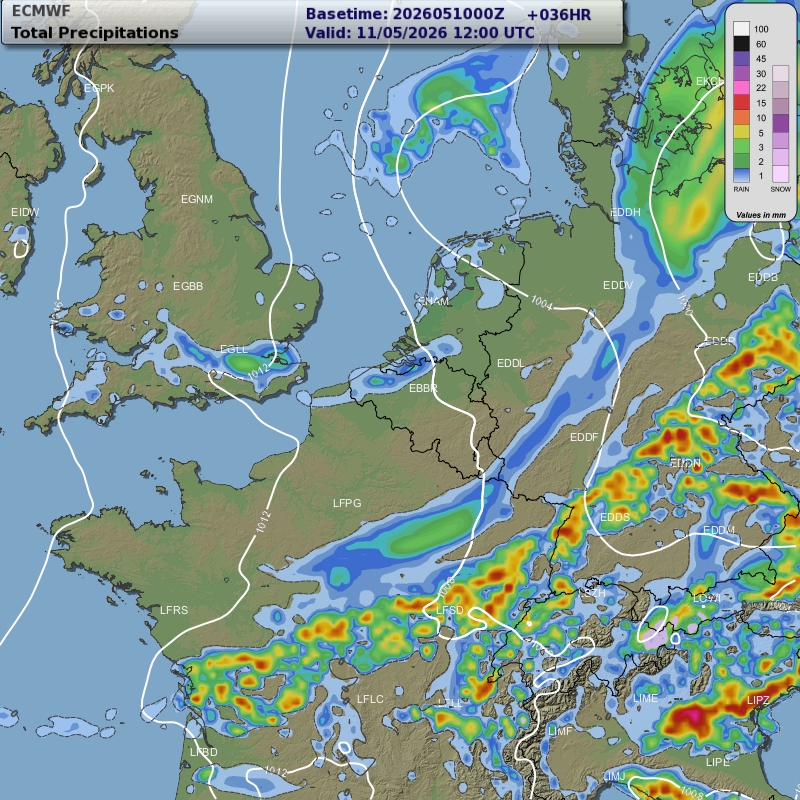 ECMWF
Total Precipitations
Basetime: 2026051000Z +036HR
Valid: 11/05/2026 12:00 UTC
100
60
45
30
22
15
10
5
3
2
1
RAIN SNOW
Values in mm
EGPK
EKCH
EGNM
EIDW
EDDH
EDDB
EGBB
EDDV
EHAM
1004
EGLL
EDDP
1012
EDDL
EBBR
EDDF
LFPG
EDDS
EDDM
1012
LFRS
LFSD
LSZH
LOWI
1004
LFLC
LFLL
LIME
LIPZ
LIMF
LFBD
LIPE
1012
LIMJ
1008